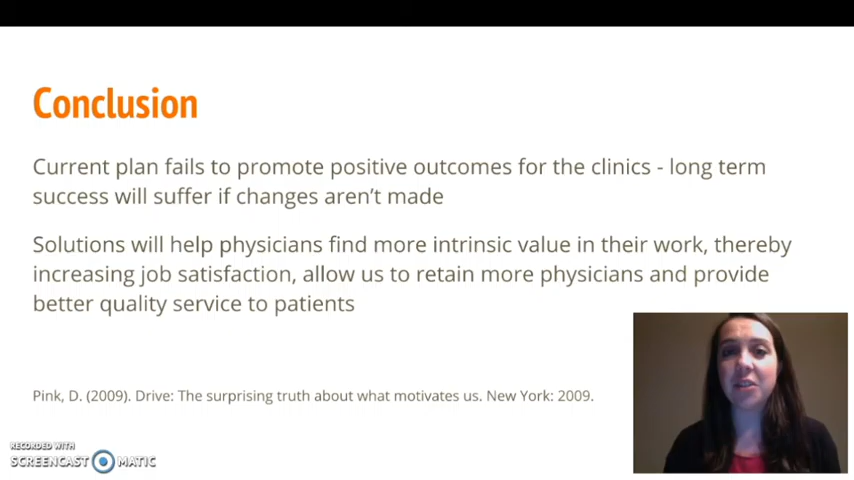 Conclusion
Current plan fails to promote positive outcomes for the clinics - long term
success will suffer if changes aren't made
Solutions will help physicians find more intrinsic value in their work, thereby
increasing job satisfaction, allow us to retain more physicians and provide
better quality service to patients
Pink, D. (2009). Drive: The surprising truth about what motivates us. New York: 2009.
RECORDED WITH
SCREENCAST MATIC